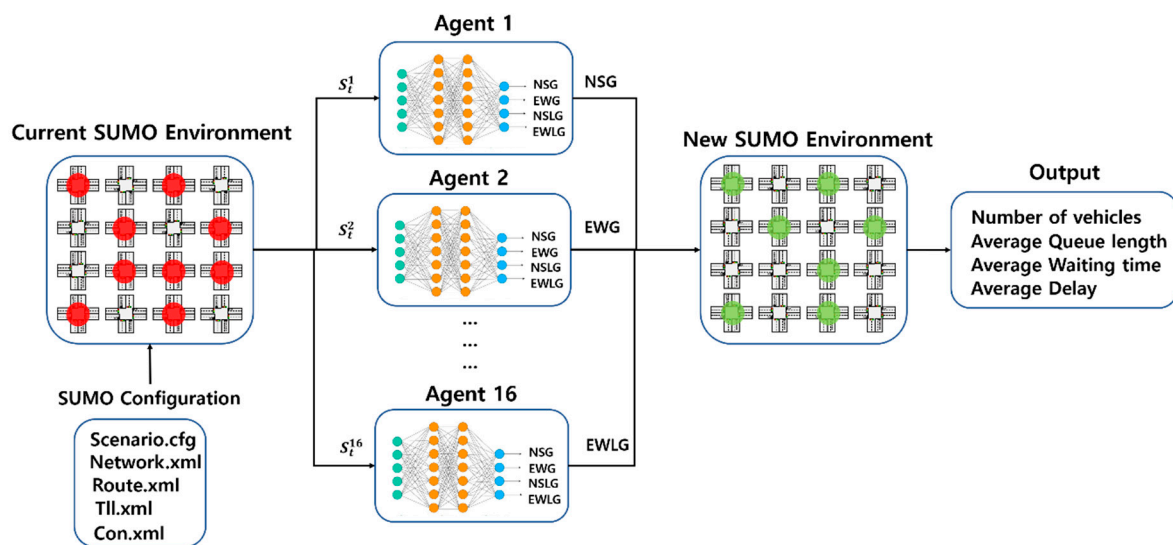 Agent 1
S_t^1
NSG
EWG
NSLG
EWLG
NSG
Current SUMO Environment
Agent 2
S_t^2
NSG
EWG
NSLG
EWLG
EWG
...
...
Agent 16
S_t^16
NSG
EWG
NSLG
EWLG
EWLG
New SUMO Environment
Output
Number of vehicles
Average Queue length
Average Waiting time
Average Delay
SUMO Configuration
Scenario.cfg
Network.xml
Route.xml
Tll.xml
Con.xml